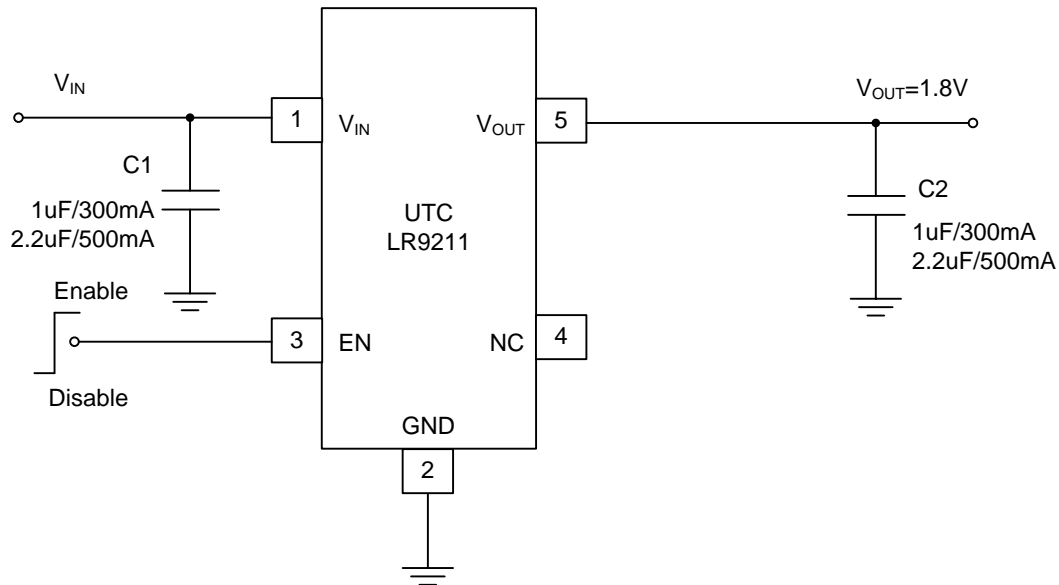 VIN
C1
1uF/300mA
2.2uF/500mA
Enable
Disable
1
VIN
3
EN
UTC
LR9211
GND
2
VOUT
5
NC
4
VOUT=1.8V
C2
1uF/300mA
2.2uF/500mA